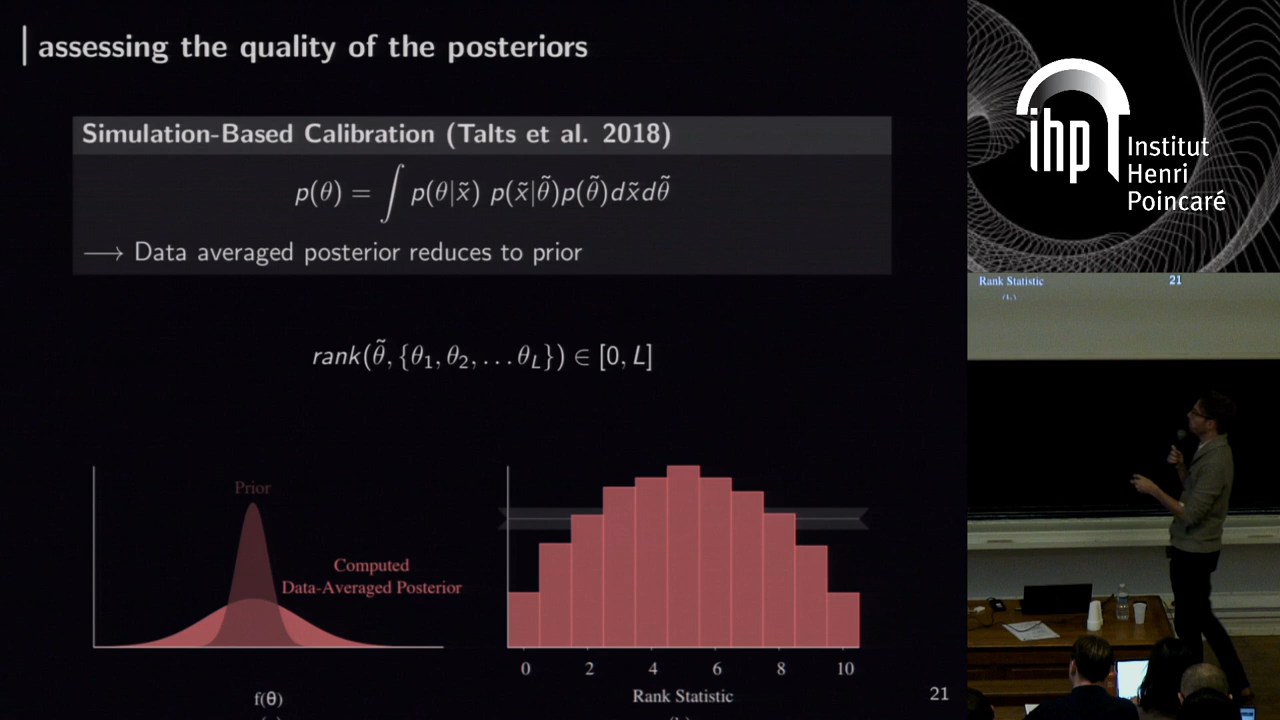 assessing the quality of the posteriors
Simulation-Based Calibration (Talts et al. 2018)
p(θ) = ∫ p(θ|x̃) p(x̃|θ̃)p(θ̃)dx̃dθ̃
⟶ Data averaged posterior reduces to prior
rank(θ̃, {θ₁, θ₂, . . . θ_L}) ∈ [0, L]
Prior
Computed
Data-Averaged Posterior
f(θ)
0 2 4 6 8 10
Rank Statistic
21
ihp Institut
Henri
Poincaré
Rank Statistic 21